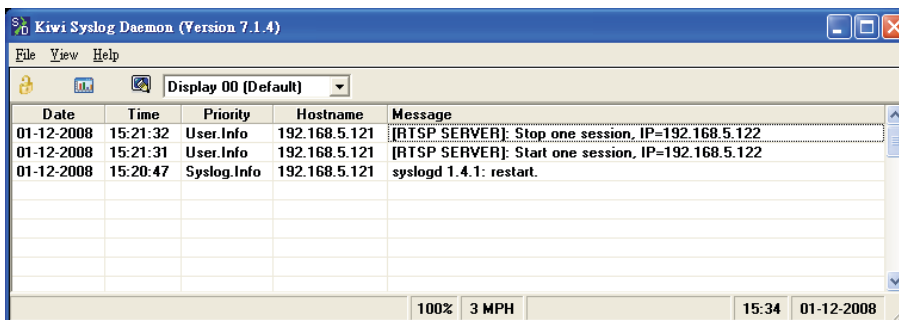 Kiwi Syslog Daemon (Version 7.1.4)
File View Help
Display 00 (Default)
Date Time Priority Hostname Message
01-12-2008 15:21:32 User.Info 192.168.5.121 [RTSP SERVER]: Stop one session, IP=192.168.5.122
01-12-2008 15:21:31 User.Info 192.168.5.121 [RTSP SERVER]: Start one session, IP=192.168.5.122
01-12-2008 15:20:47 Syslog.Info 192.168.5.121 syslogd 1.4.1: restart.
100% 3 MPH 15:34 01-12-2008